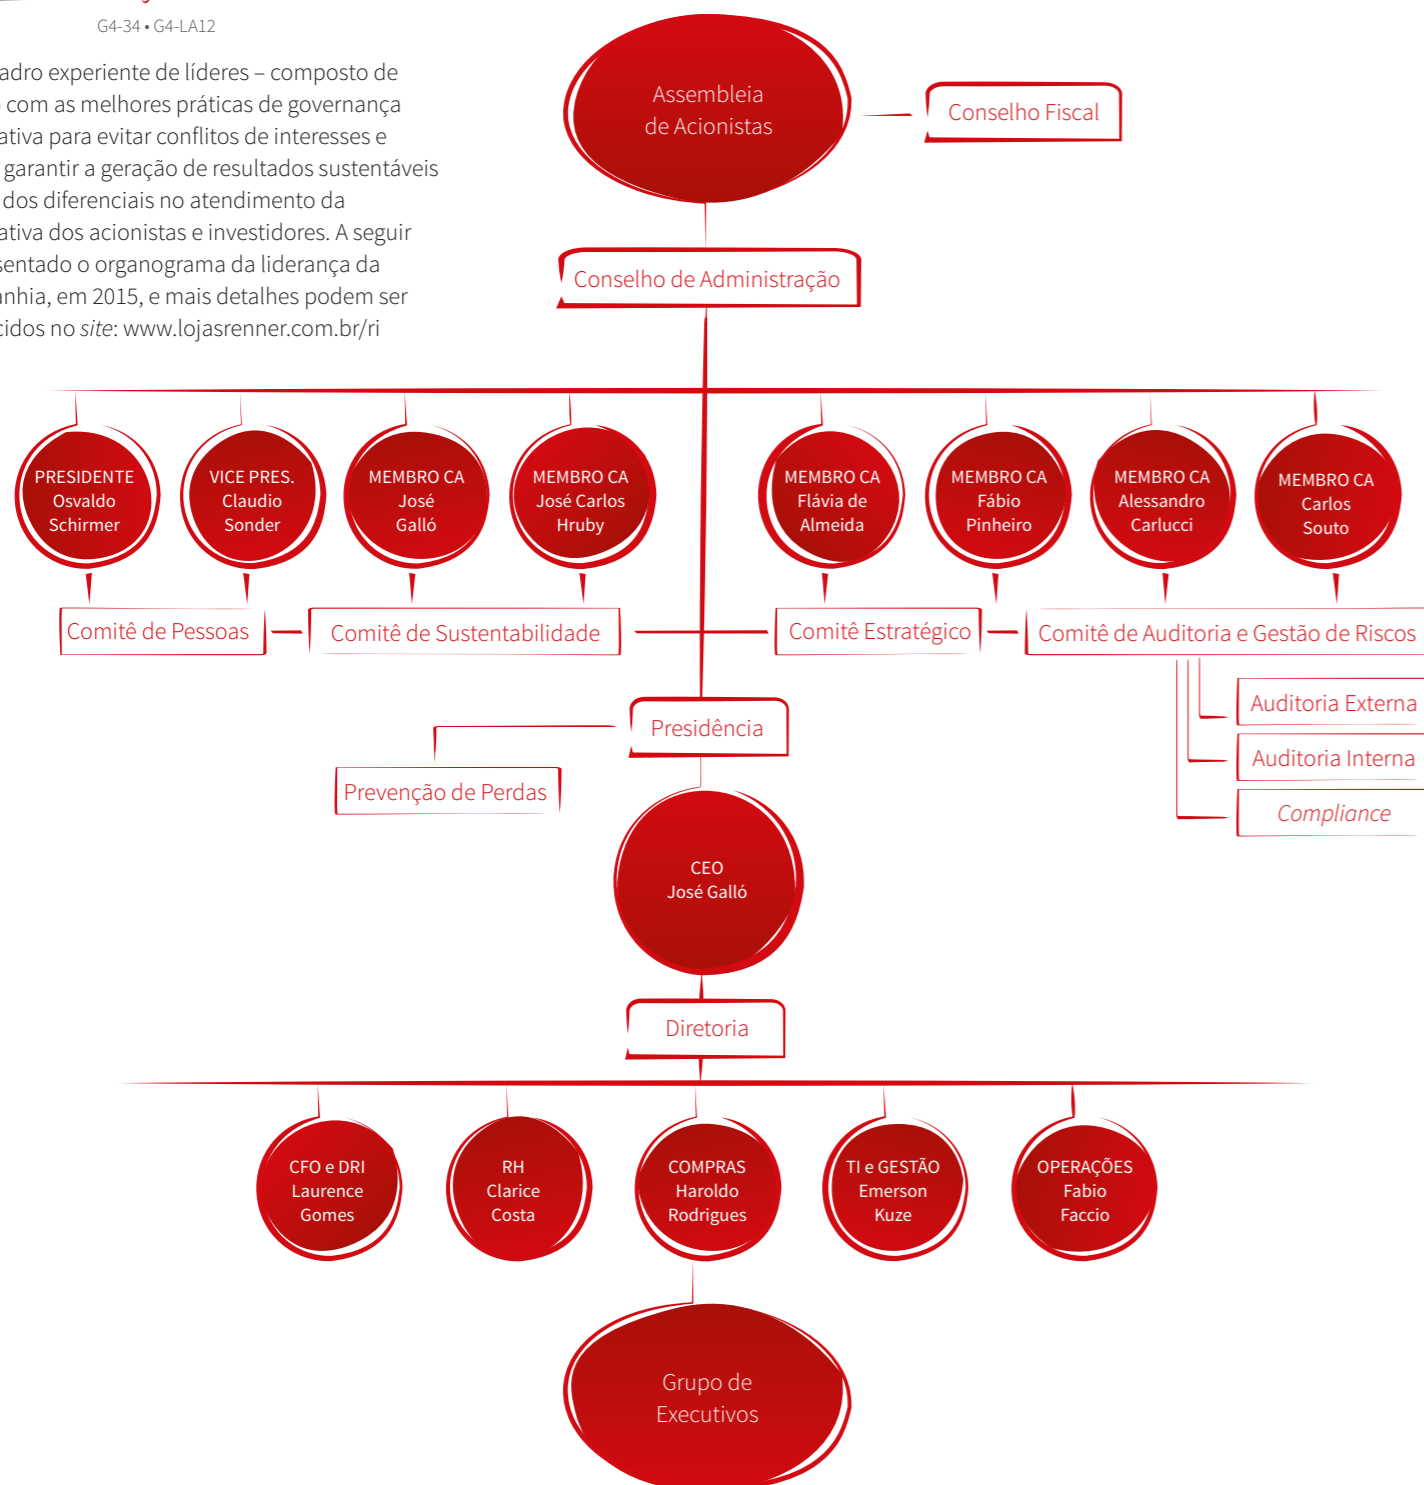 G4-34 • G4-LA12
adro experiente de líderes – composto de
com as melhores práticas de governança
ativa para evitar conflitos de interesses e
garantir a geração de resultados sustentáveis
dos diferenciais no atendimento da
ativa dos acionistas e investidores. A seguir
sentado o organograma da liderança da
anhia, em 2015, e mais detalhes podem ser
cidos no site: www.lojasrenner.com.br/ri
Assembleia
de Acionistas
Conselho Fiscal
Conselho de Administração
PRESIDENTE
Osvaldo
Schirmer
VICE PRES.
Claudio
Sonder
MEMBRO CA
José
Galló
MEMBRO CA
José Carlos
Hruby
MEMBRO CA
Flávia de
Almeida
MEMBRO CA
Fábio
Pinheiro
MEMBRO CA
Alessandro
Carlucci
MEMBRO CA
Carlos
Souto
Comitê de Pessoas
Comitê de Sustentabilidade
Comitê Estratégico
Comitê de Auditoria e Gestão de Riscos
Auditoria Externa
Auditoria Interna
Compliance
Presidência
Prevenção de Perdas
CEO
José Galló
Diretoria
CFO e DRI
Laurence
Gomes
RH
Clarice
Costa
COMPRAS
Haroldo
Rodrigues
TI e GESTÃO
Emerson
Kuze
OPERAÇÕES
Fabio
Faccio
Grupo de
Executivos